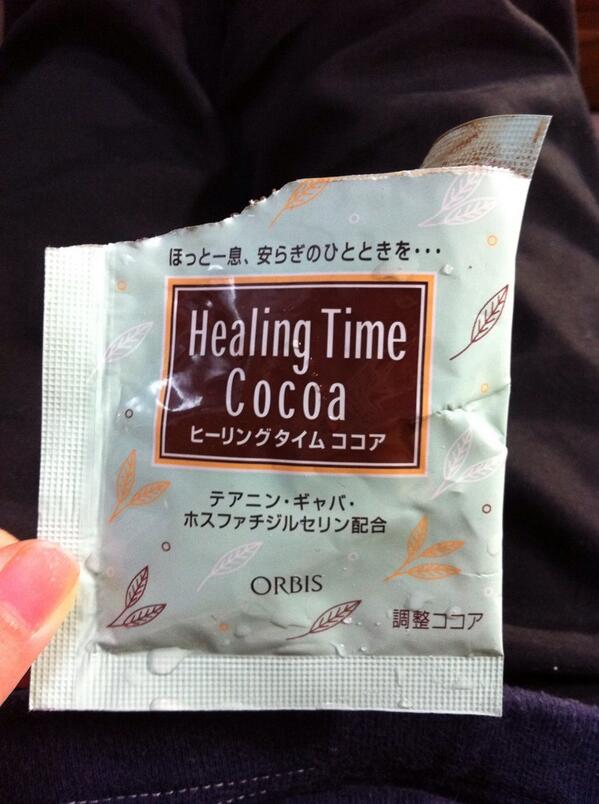 ほっと一息、安らぎのひとときを・・・
Healing Time
Cocoa
ヒーリングタイム ココア
テアニン・ギャバ・
ホスファチジルセリン配合
ORBIS
調整ココア